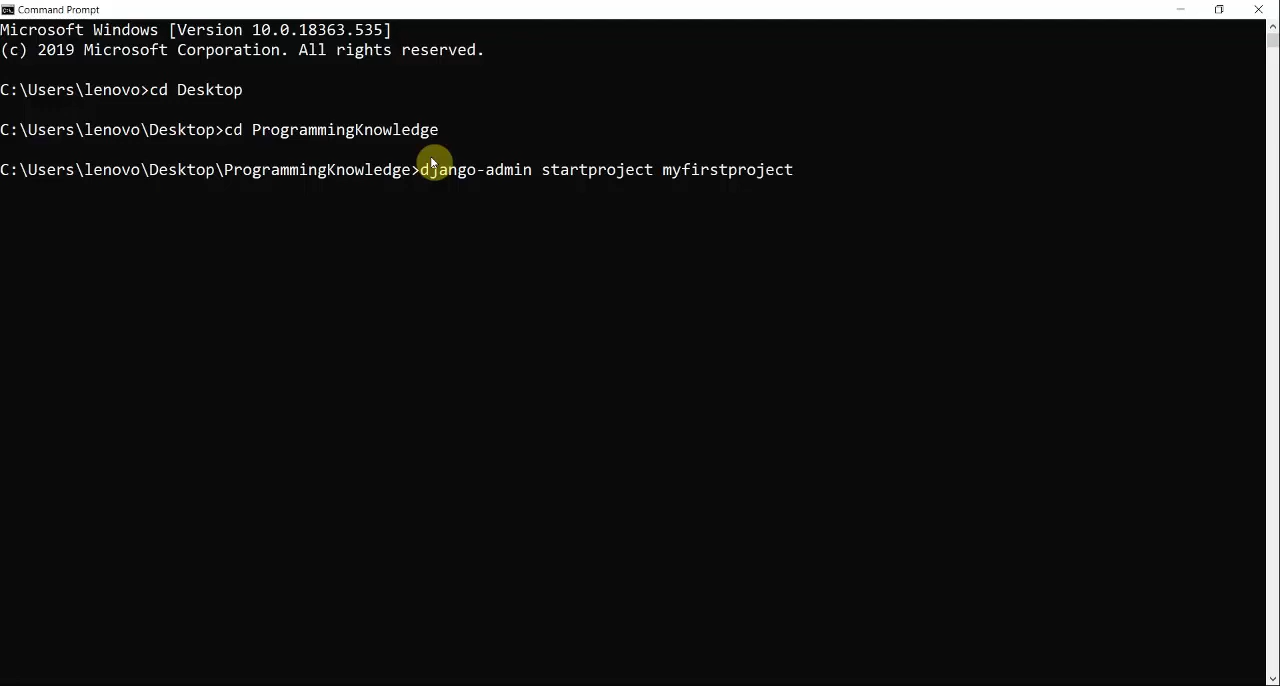 Command Prompt
Microsoft Windows [Version 10.0.18363.535]
(c) 2019 Microsoft Corporation. All rights reserved.
C:\Users\lenovo>cd Desktop
C:\Users\lenovo\Desktop>cd ProgrammingKnowledge
C:\Users\lenovo\Desktop\ProgrammingKnowledge>django-admin startproject myfirstproject